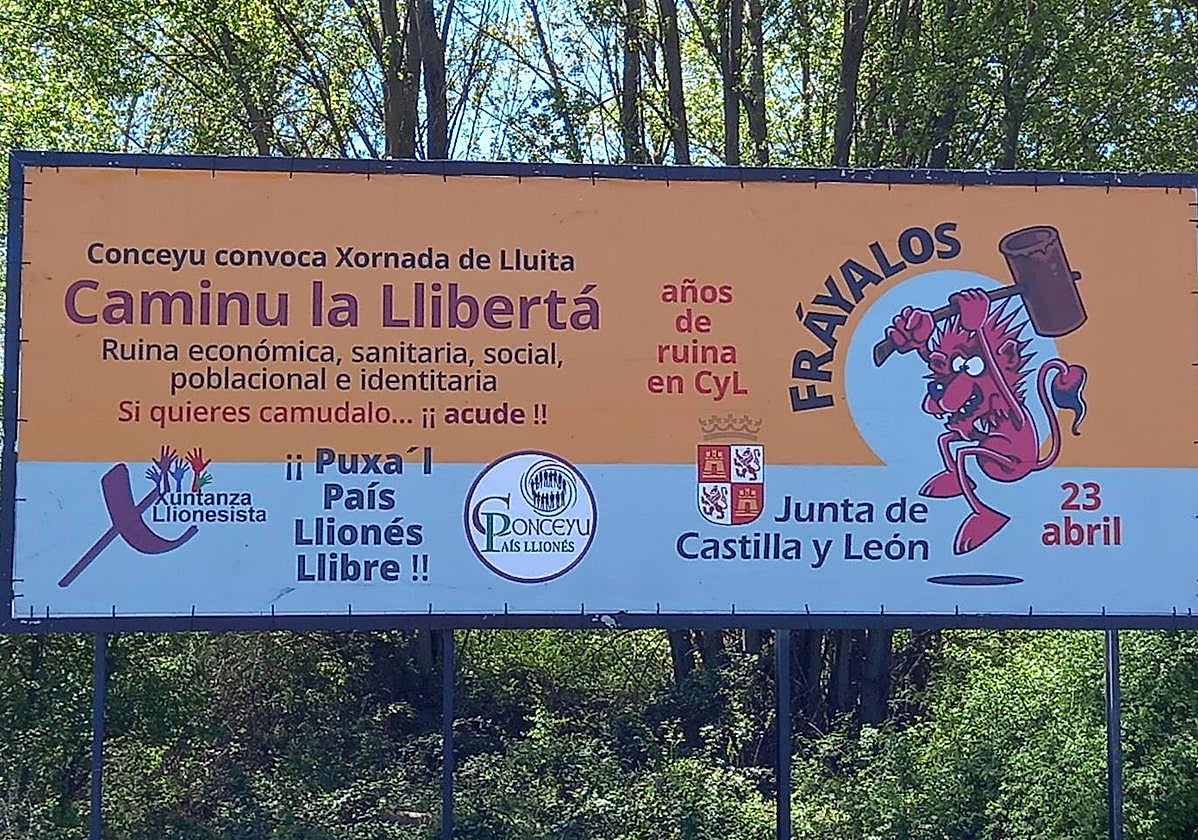 Conceyu convoca Xornada de Lluita
Caminu la Llibertá
Ruina económica, sanitaria, social,
poblacional e identitaria
Si quieres camudalo... ¡¡ acude !!
años
de
ruina
en CyL
FRÁYALOS
Xuntanza
Llionesista
¡¡ Puxa´l
País
Llionés
Llibre !!
CONCEYU
PAÍS LLIONÉS
Junta de
Castilla y León
23
abril